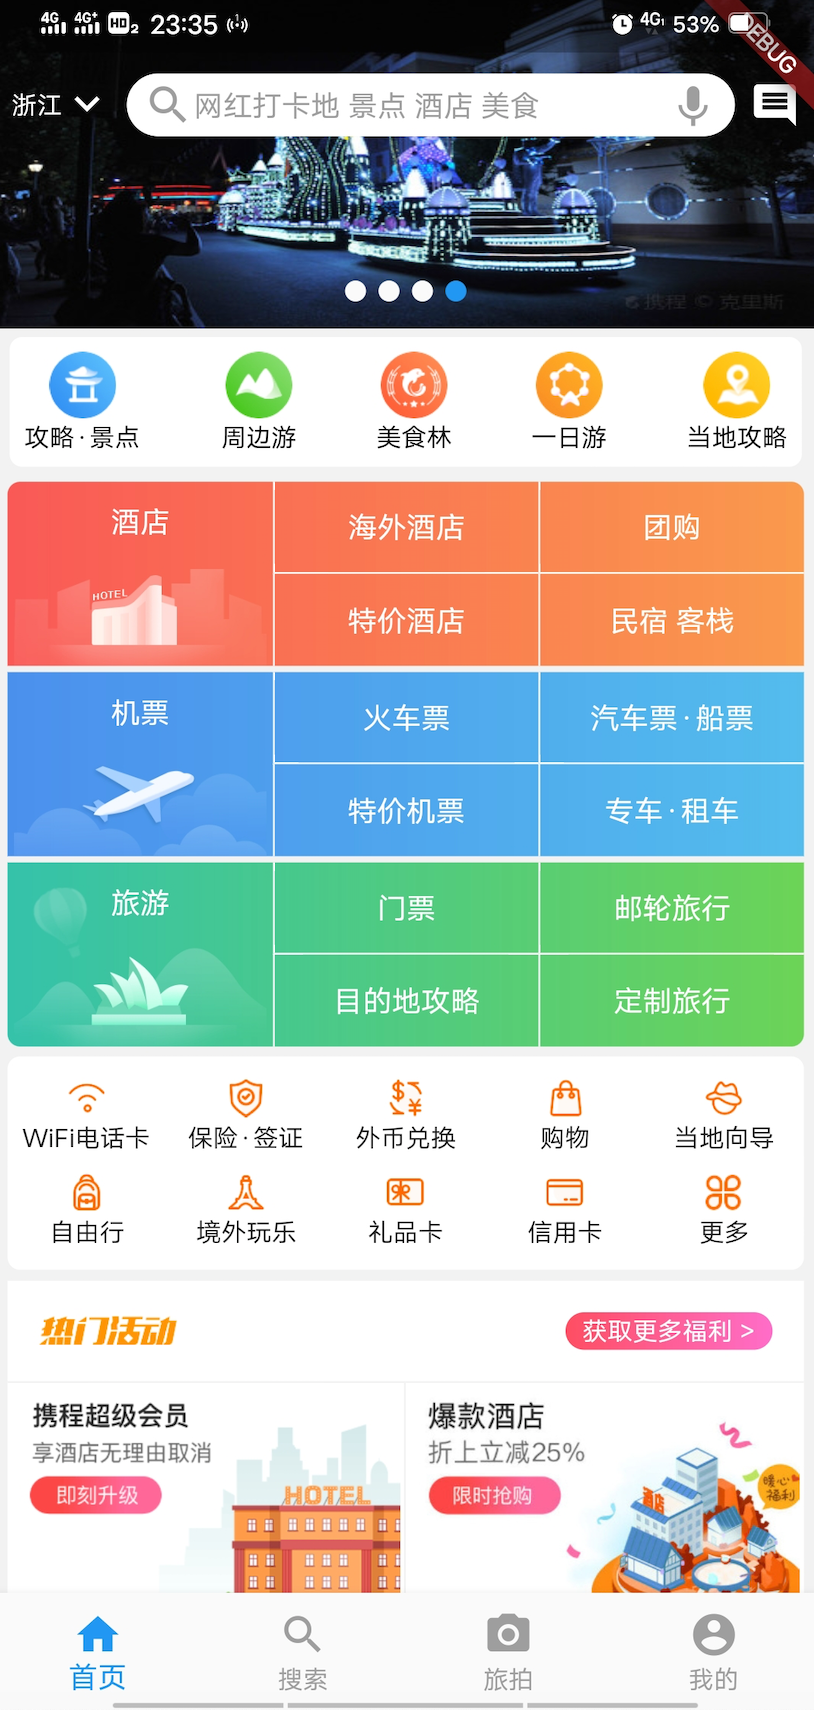 4G 4G+ HD2 23:35 4G 53%
DEBUG
浙江 网红打卡地 景点 酒店 美食
携程 © 克里斯
攻略·景点 周边游 美食林 一日游 当地攻略
酒店 海外酒店 团购
HOTEL
特价酒店 民宿 客栈
机票 火车票 汽车票·船票
特价机票 专车·租车
旅游 门票 邮轮旅行
目的地攻略 定制旅行
WiFi电话卡 保险·签证 外币兑换 购物 当地向导
自由行 境外玩乐 礼品卡 信用卡 更多
热门活动 获取更多福利 >
携程超级会员
享酒店无理由取消
即刻升级
HOTEL
爆款酒店
折上立减25%
限时抢购
酒店
暖心
福利
首页 搜索 旅拍 我的